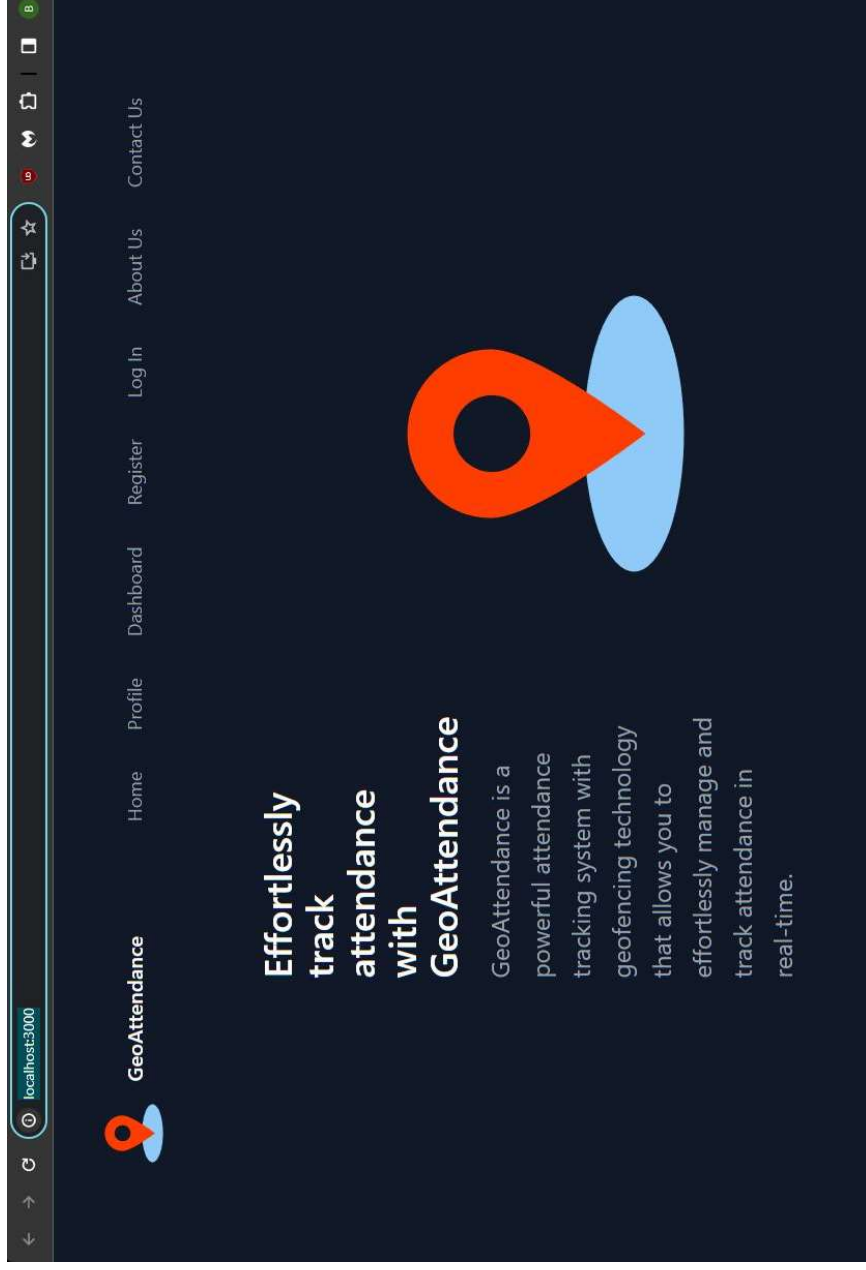 localhost:3000
B
GeoAttendance
Home
Profile
Dashboard
Register
Log In
About Us
Contact Us
Effortlessly
track
attendance
with
GeoAttendance
GeoAttendance is a
powerful attendance
tracking system with
geofencing technology
that allows you to
effortlessly manage and
track attendance in
real-time.